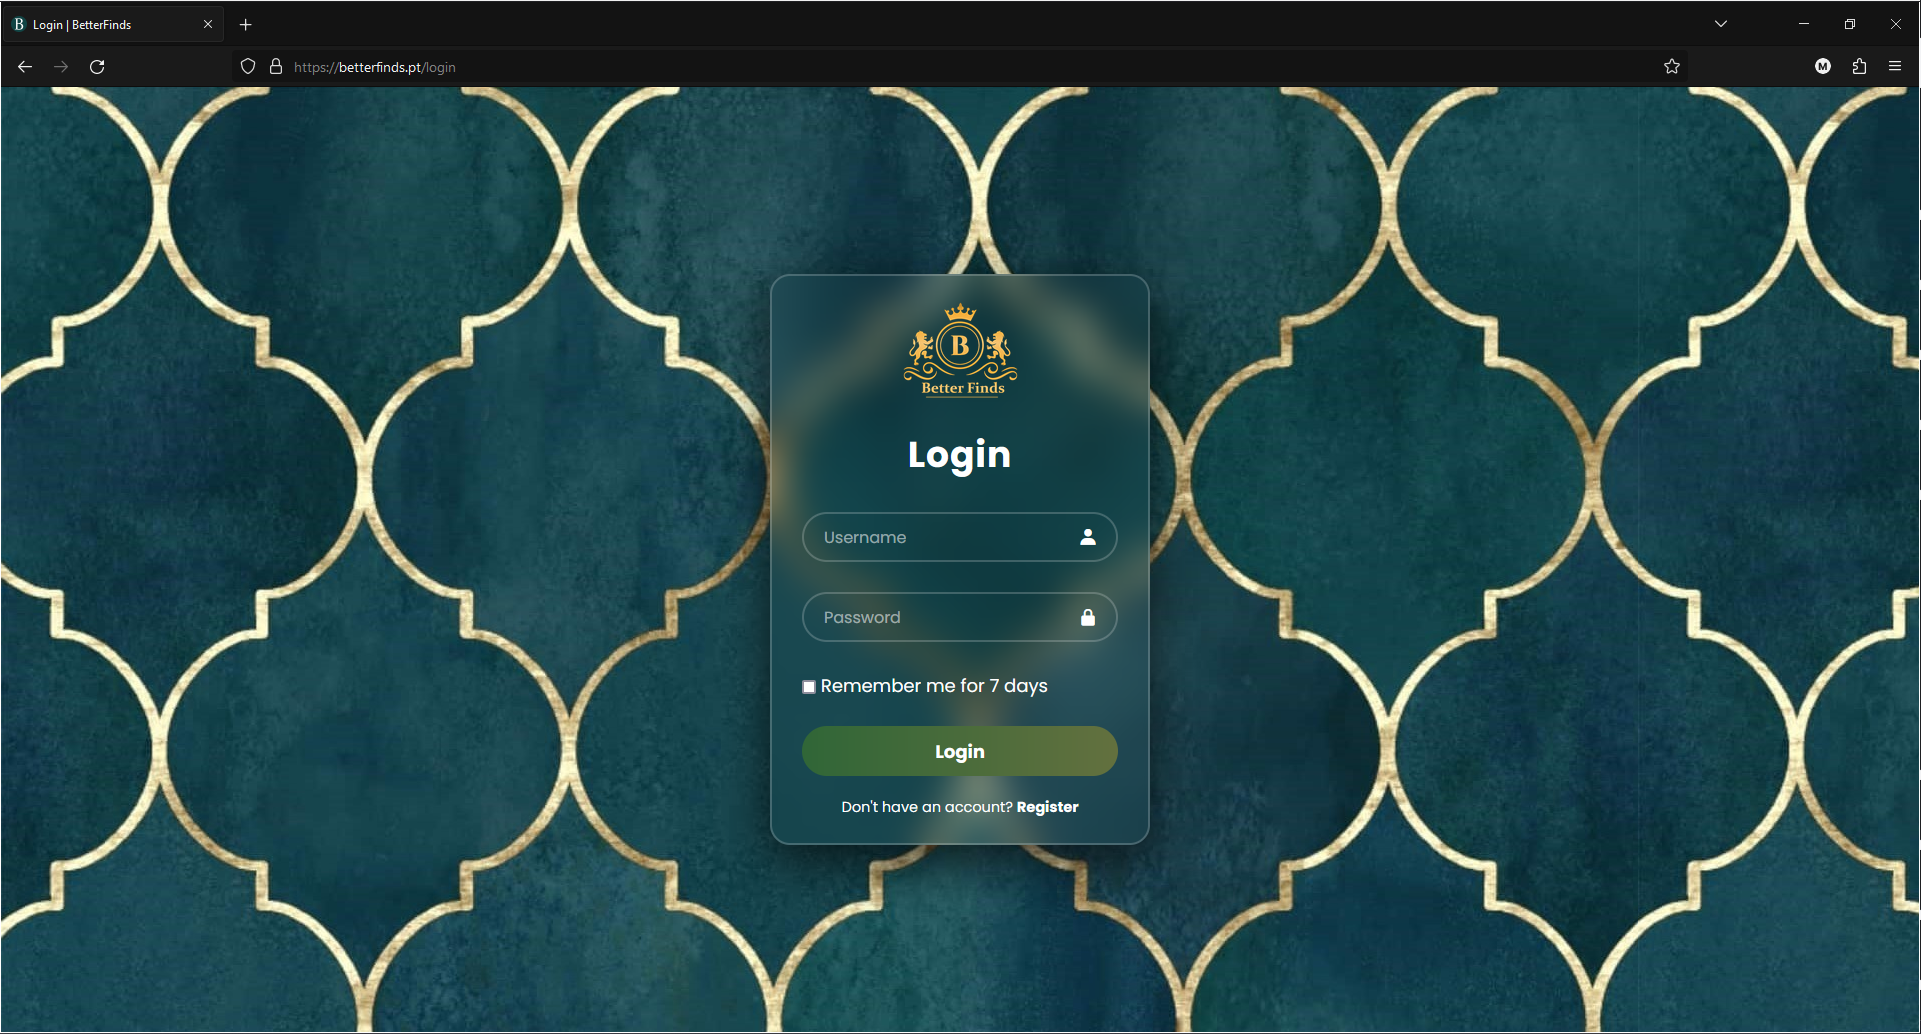 B Login | BetterFinds
https://betterfinds.pt/login
M
B
Better Finds
Login
Username
Password
Remember me for 7 days
Login
Don't have an account? Register